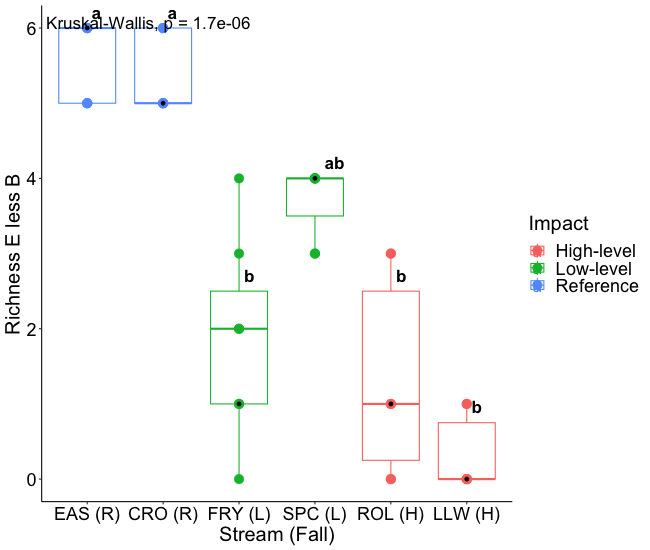 a a
Kruskal-Wallis, p = 1.7e-06
6
ab
4
b b
2
b
0
Richness E less B
EAS (R) CRO (R) FRY (L) SPC (L) ROL (H) LLW (H)
Stream (Fall)
Impact
High-level
Low-level
Reference